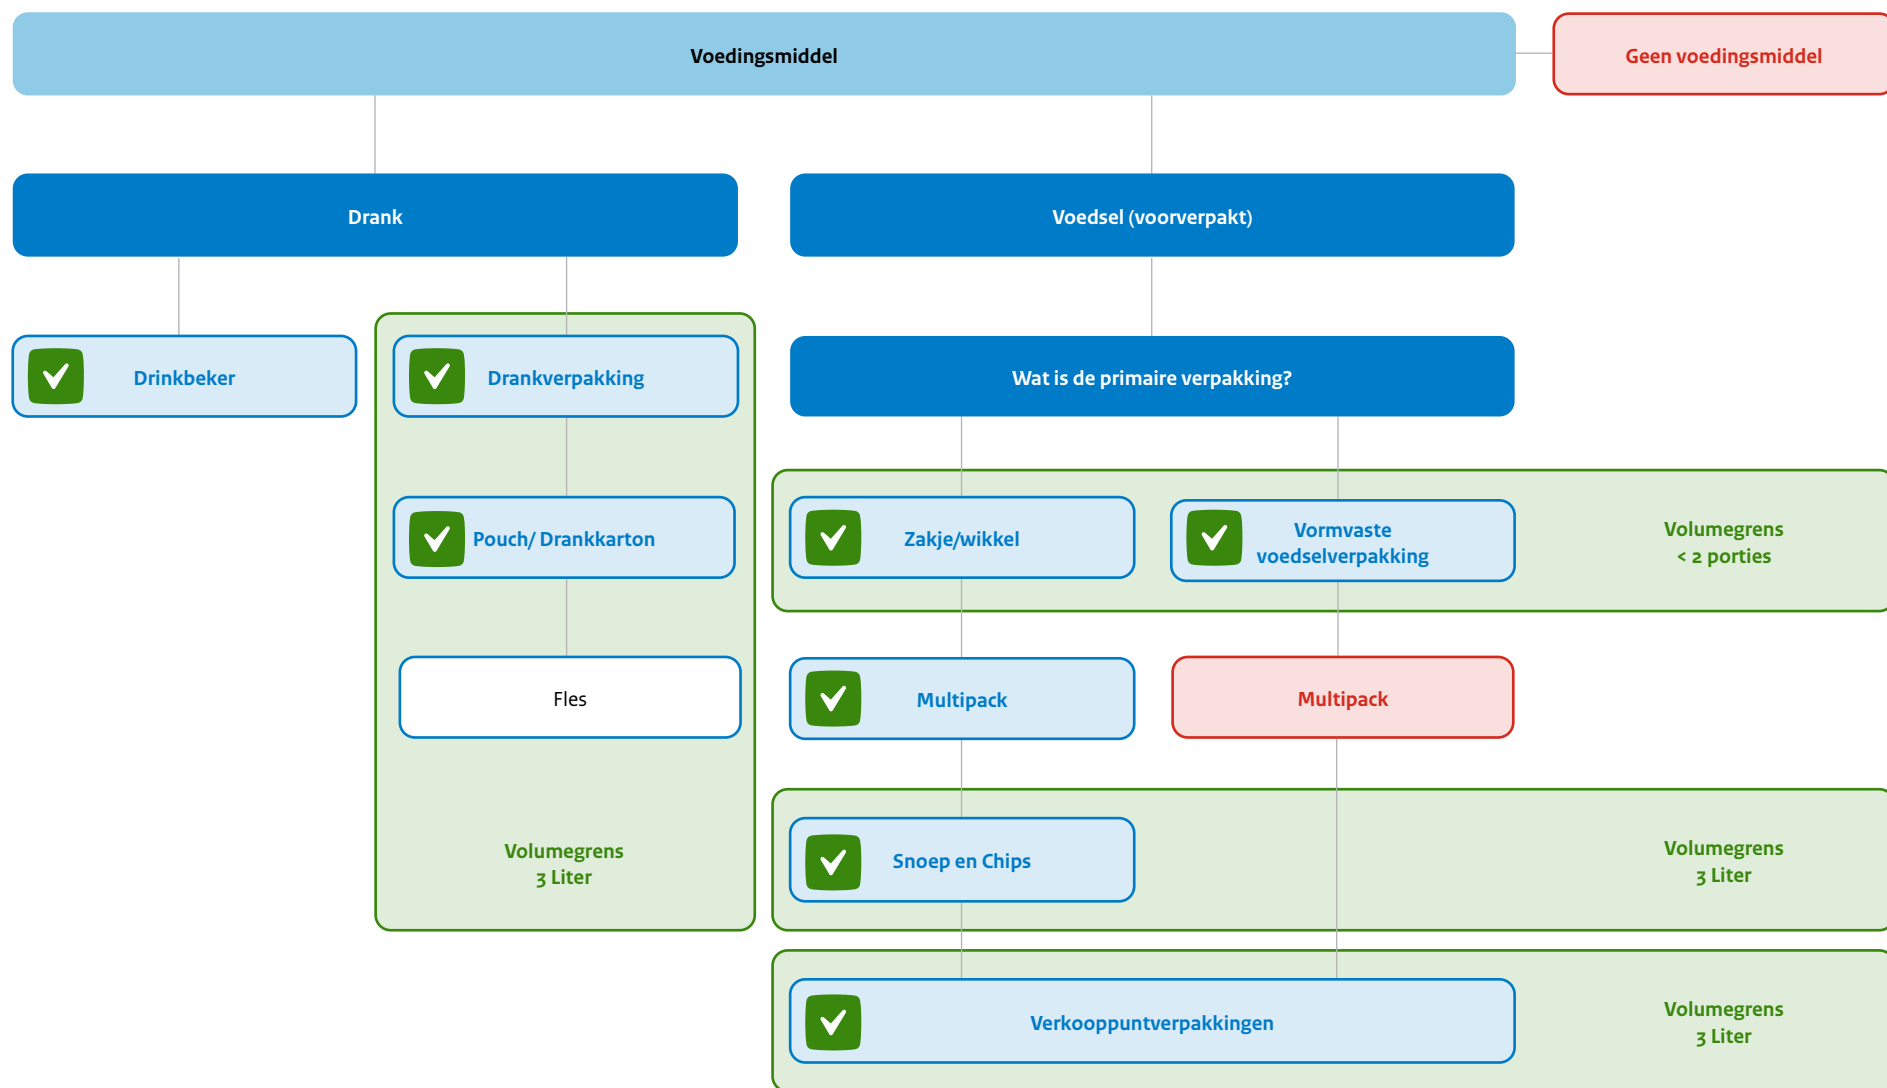 Voedingsmiddel
Geen voedingsmiddel
Drank
Voedsel (voorverpakt)
Drinkbeker
Drankverpakking
Wat is de primaire verpakking?
Pouch/ Drankkarton
Zakje/wikkel
Vormvaste
voedselverpakking
Volumegrens
< 2 porties
Fles
Multipack
Multipack
Volumegrens
3 Liter
Snoep en Chips
Volumegrens
3 Liter
Verkooppuntverpakkingen
Volumegrens
3 Liter